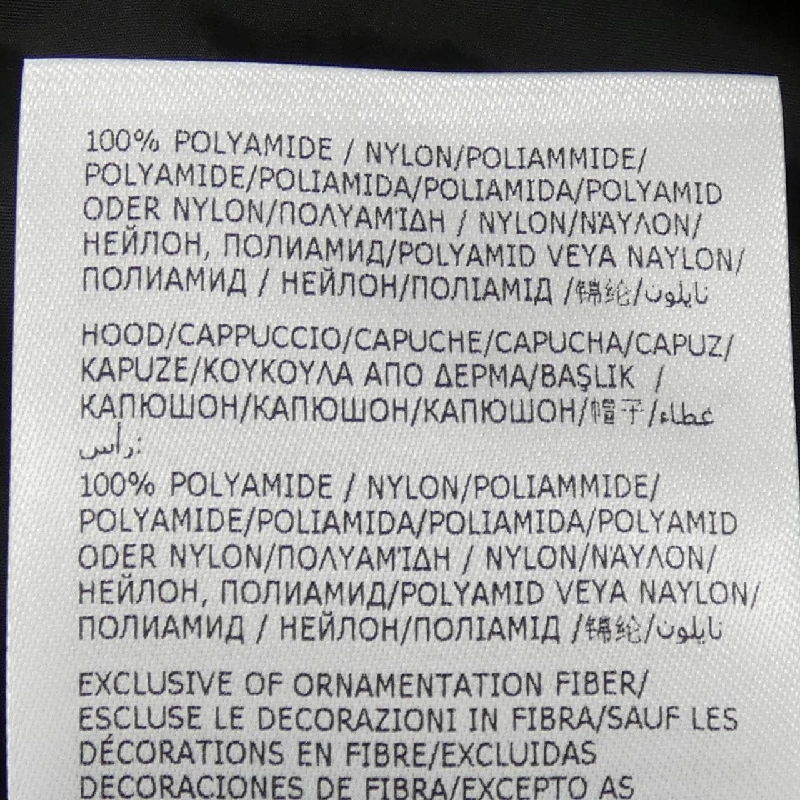 100% POLYAMIDE / NYLON/POLIAMMIDE/
POLYAMIDE/POLIAMIDA/POLIAMIDA/POLYAMID
ODER NYLON/ΠΟΛΥΑΜΊΔΗ / NYLON/ΝΆΥΛΟΝ/
НЕЙЛОН, ПОЛИАМИД/POLYAMID VEYA NAYLON/
ПОЛИАМИД / НЕЙЛОН/ПОЛІАМІД /锦纶/نايلون
HOOD/CAPPUCCIO/CAPUCHE/CAPUCHA/CAPUZ/
KAPUZE/ΚΟΥΚΟΥΛΑ ΑΠΟ ΔΕΡΜΑ/BAŞLIK /
КАПЮШОН/КАПЮШОН/КАПЮШОН/帽子/غطاء
رأس:
100% POLYAMIDE / NYLON/POLIAMMIDE/
POLYAMIDE/POLIAMIDA/POLIAMIDA/POLYAMID
ODER NYLON/ΠΟΛΥΑΜΊΔΗ / NYLON/ΝΆΥΛΟΝ/
НЕЙЛОН, ПОЛИАМИД/POLYAMID VEYA NAYLON/
ПОЛИАМИД / НЕЙЛОН/ПОЛІАМІД /锦纶/نايلون
EXCLUSIVE OF ORNAMENTATION FIBER/
ESCLUSE LE DECORAZIONI IN FIBRA/SAUF LES
DÉCORATIONS EN FIBRE/EXCLUIDAS
DECORACIONES DE FIBRA/EXCEPTO AS